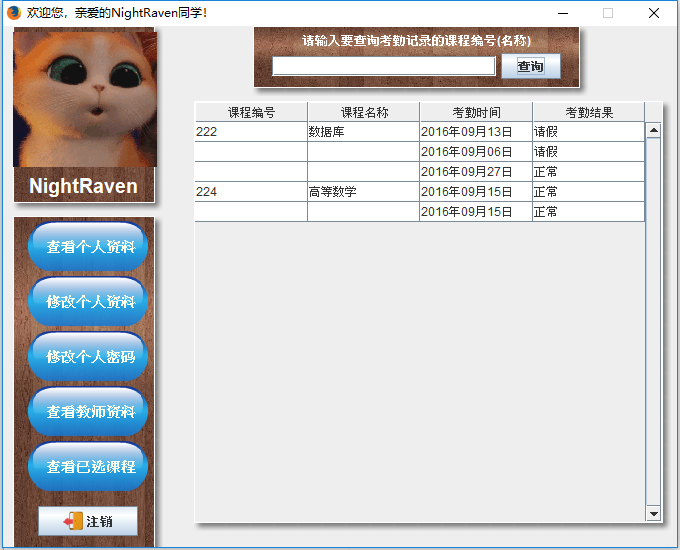 欢迎您，亲爱的NightRaven同学！
请输入要查询考勤记录的课程编号(名称)
查询
NightRaven
查看个人资料
修改个人资料
修改个人密码
查看教师资料
查看已选课程
注销
课程编号 课程名称 考勤时间 考勤结果
222 数据库 2016年09月13日 请假
2016年09月06日 请假
2016年09月27日 正常
224 高等数学 2016年09月15日 正常
2016年09月15日 正常